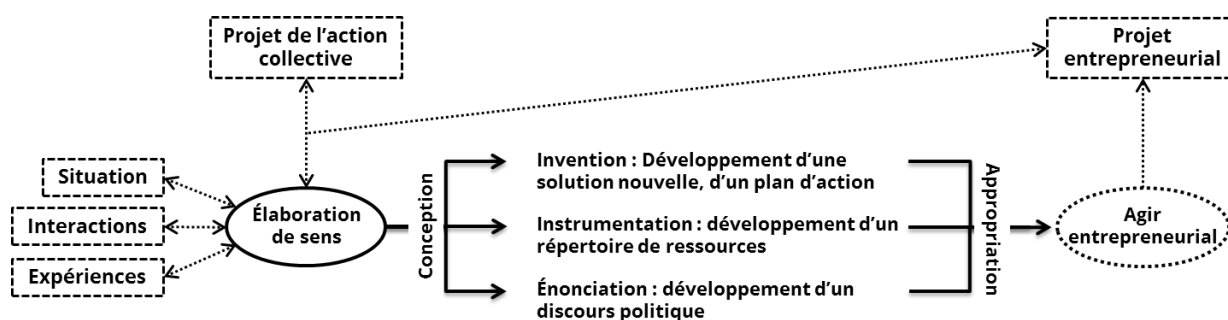 Projet de l’action
collective
Projet
entrepreneurial
Situation
Interactions
Expériences
Élaboration
de sens
Conception
Invention : Développement d’une
solution nouvelle, d’un plan d’action
Instrumentation : développement d’un
répertoire de ressources
Énonciation : développement d’un
discours politique
Appropriation
Agir
entrepreneurial